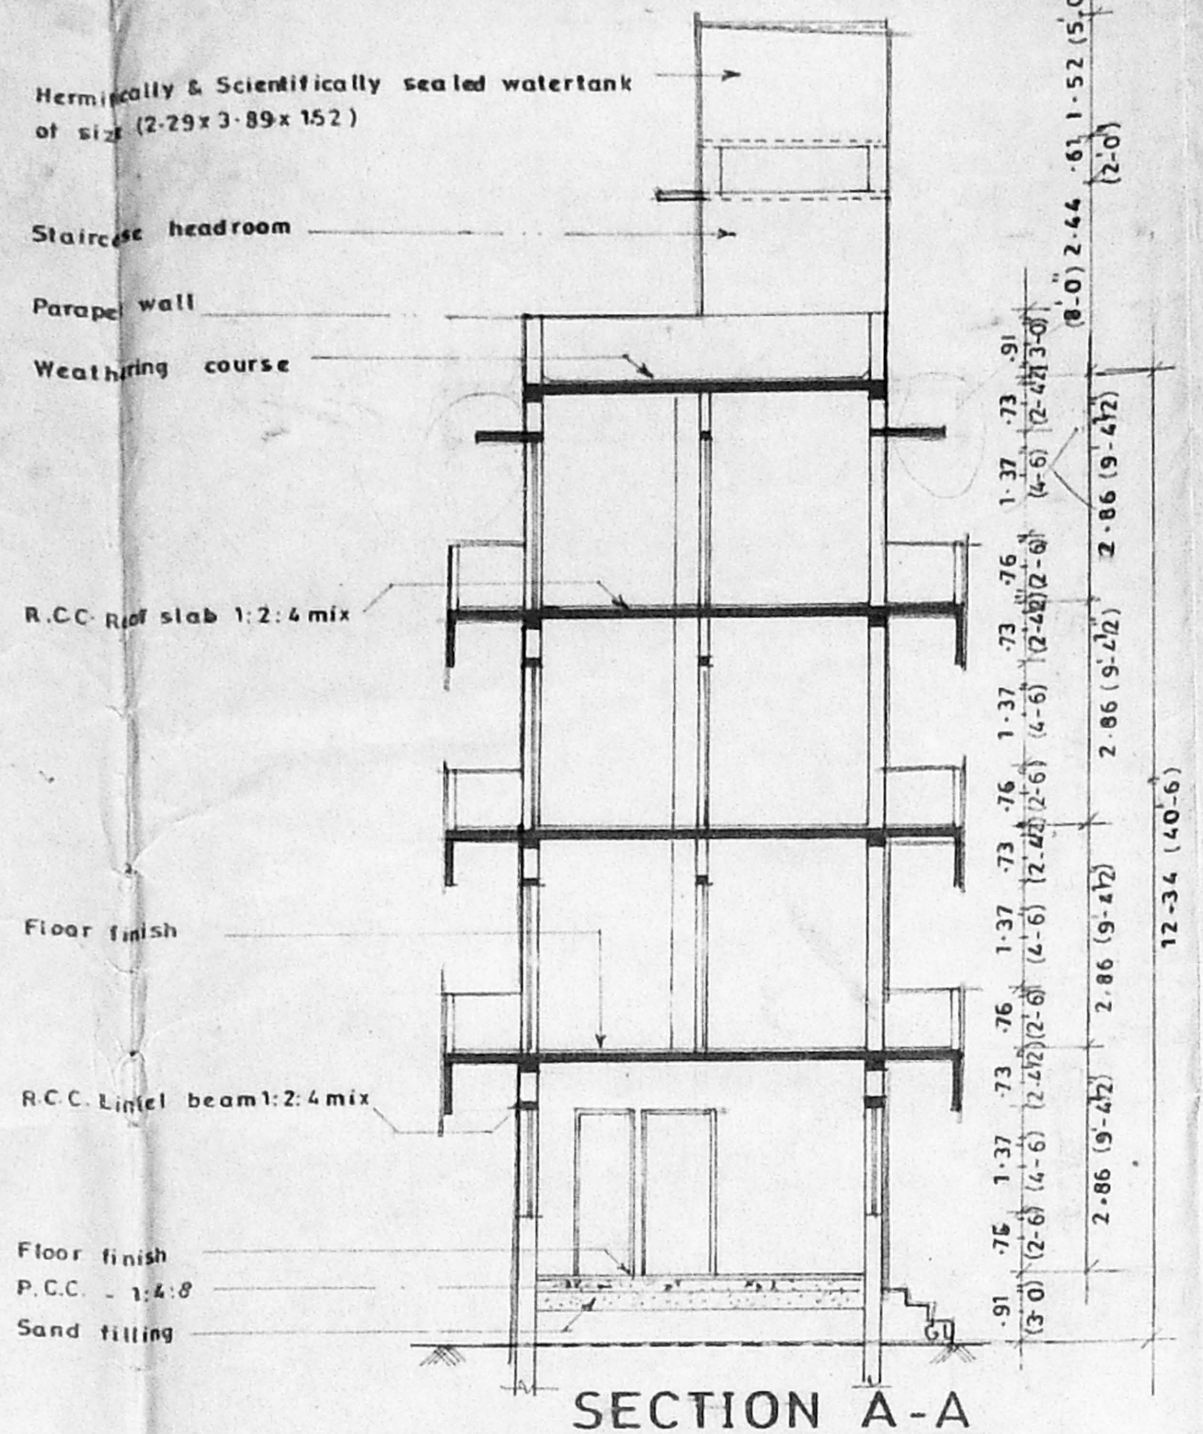 Hermitically & Scientifically sealed watertank
of size (2·29x 3·89x 152)
Staircase headroom
Parapet wall
Weathring course
R.C.C. Roof slab 1:2:4 mix
Floor finish
R.C.C. Lintel beam 1:2:4 mix
Floor finish
P.C.C. - 1:4:8
Sand filling
GL
SECTION A-A
(8'-0") 2·44 ·61 1·52 (5'-0
(2'-0")
·91
(3'-0)
·73
(2'-4½)
1·37
(4'-6)
·76
(2'-6)
·73
(2'-4½)
1·37
(4'-6)
·76
(2'-6)
·73
(2'-4½)
1·37
(4'-6)
·76
(2'-6)
·73
(2'-4½)
1·37
(4'-6)
·76
(2'-6)
·91
(3'-0)
2·86 (9'-4½")
2·86 (9'-4½")
2·86 (9'-4½")
2·86 (9'-4½")
12-34 (40'-6")